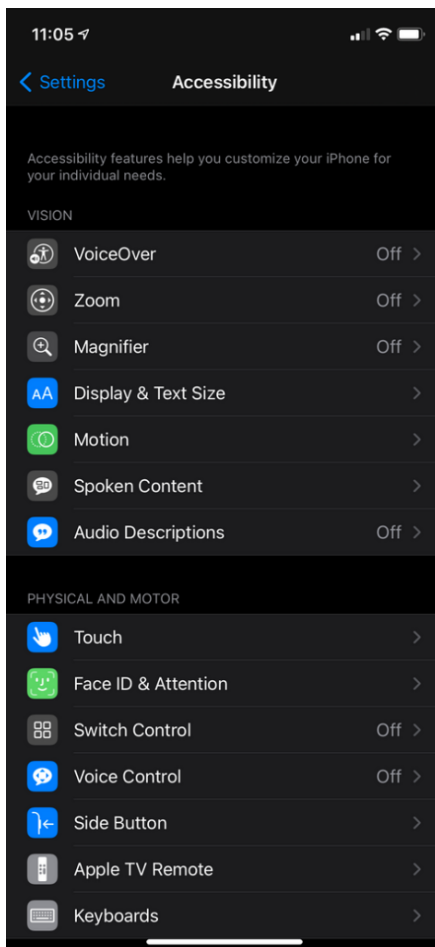 11:05
Settings
Accessibility
Accessibility features help you customize your iPhone for
your individual needs.
VISION
VoiceOver Off
Zoom Off
Magnifier Off
AA Display & Text Size
Motion
Spoken Content
Audio Descriptions Off
PHYSICAL AND MOTOR
Touch
Face ID & Attention
Switch Control Off
Voice Control Off
Side Button
Apple TV Remote
Keyboards